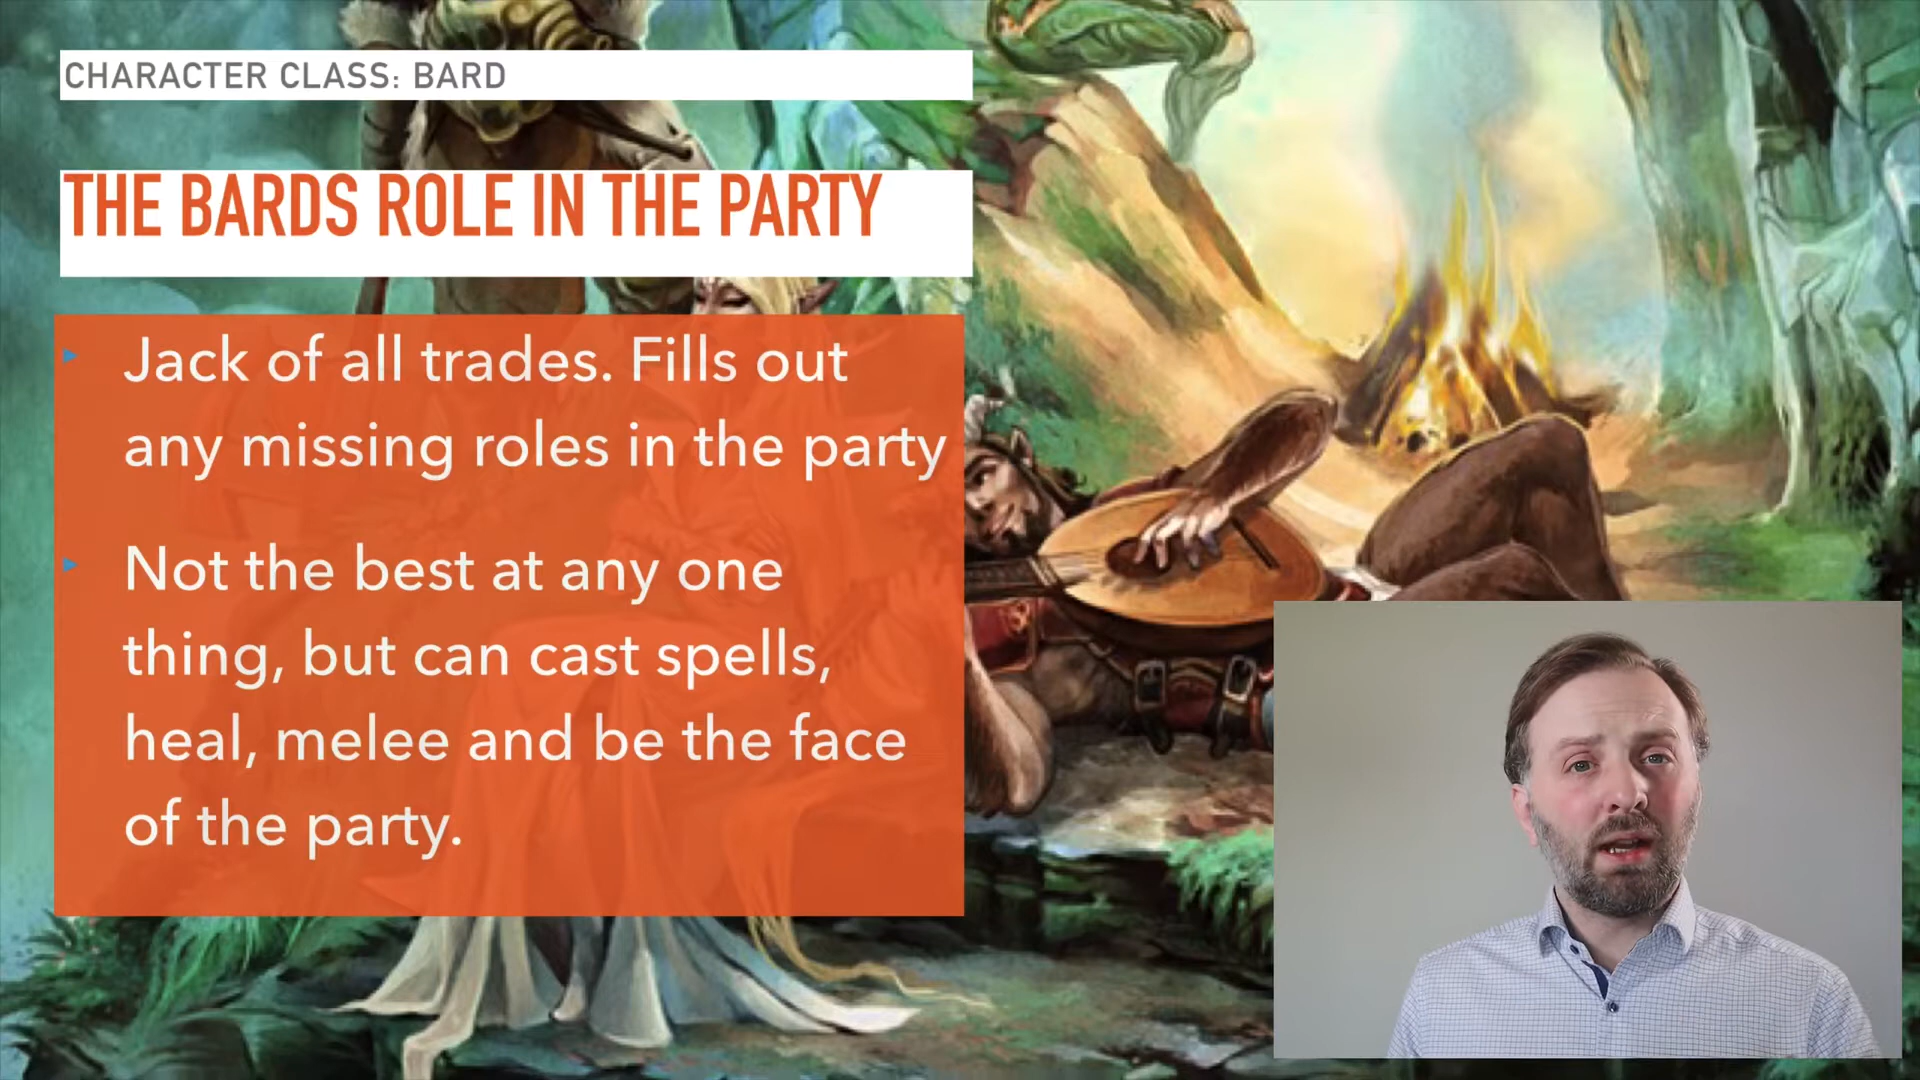 CHARACTER CLASS: BARD
THE BARDS ROLE IN THE PARTY
Jack of all trades. Fills out
any missing roles in the party
Not the best at any one
thing, but can cast spells,
heal, melee and be the face
of the party.